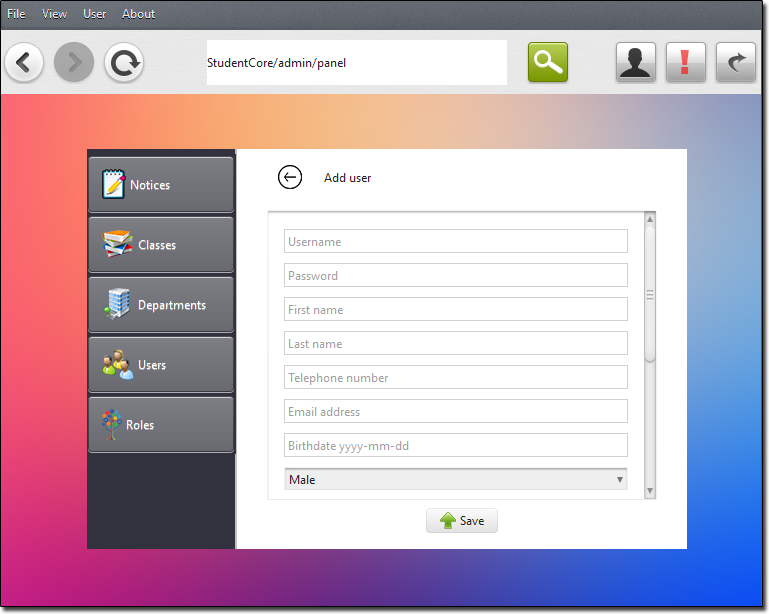 File View User About
StudentCore/admin/panel
Notices
Classes
Departments
Users
Roles
Add user
Username
Password
First name
Last name
Telephone number
Email address
Birthdate yyyy-mm-dd
Male
Save